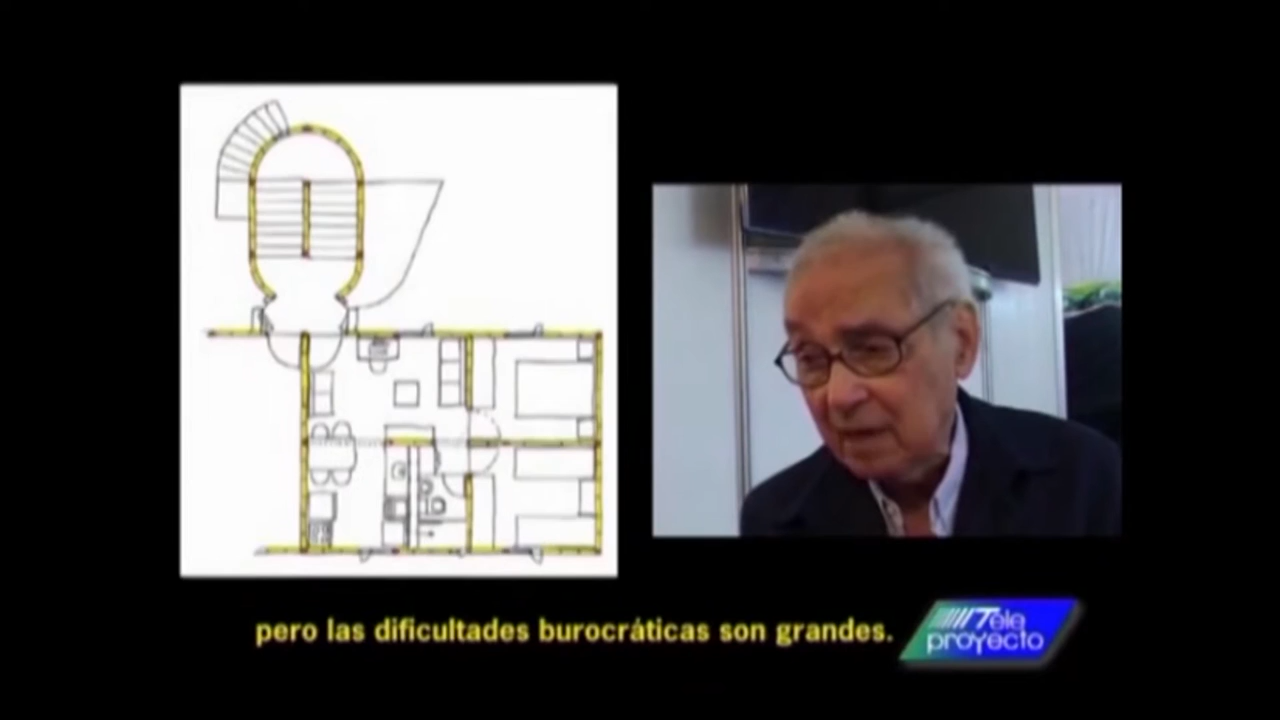 pero las dificultades burocráticas son grandes.
Tele
proyecto